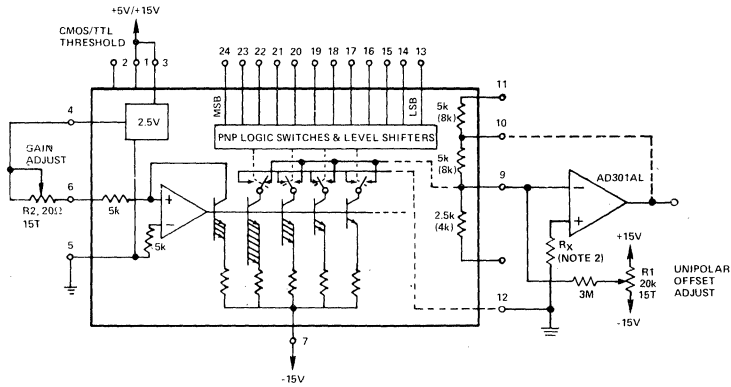 +5V/+15V
CMOS/TTL
THRESHOLD
2 1 3
24 23 22 21 20 19 18 17 16 15 14 13
MSB
LSB
PNP LOGIC SWITCHES & LEVEL SHIFTERS
11
5k
(8k)
10
5k
(8k)
9
2.5k
(4k)
12
4
2.5V
GAIN
ADJUST
6
R2, 20Ω
15T
5k
+
−
5k
5
7
-15V
AD301AL
−
+
RX
(NOTE 2)
+15V
R1
20k
15T
3M
-15V
UNIPOLAR
OFFSET
ADJUST